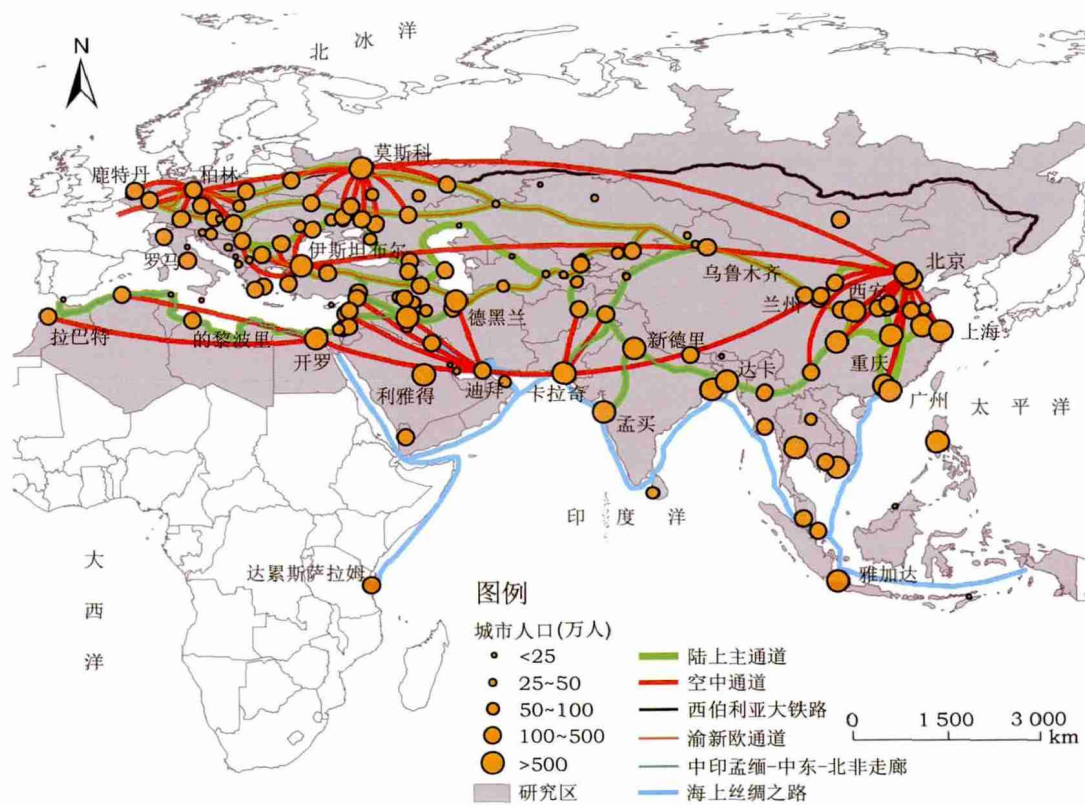 N
北冰洋
莫斯科
鹿特丹
柏林
伊斯坦布尔
罗马
乌鲁木齐
北京
兰州
西安
德黑兰
上海
拉巴特
的黎波里
开罗
新德里
重庆
利雅得
迪拜
卡拉奇
达卡
广州
太平洋
孟买
印度洋
大西洋
达累斯萨拉姆
雅加达
图例
城市人口(万人)
<25
25~50
50~100
100~500
>500
研究区
陆上主通道
空中通道
西伯利亚大铁路
渝新欧通道
中印孟缅-中东-北非走廊
海上丝绸之路
0 1 500 3 000
km